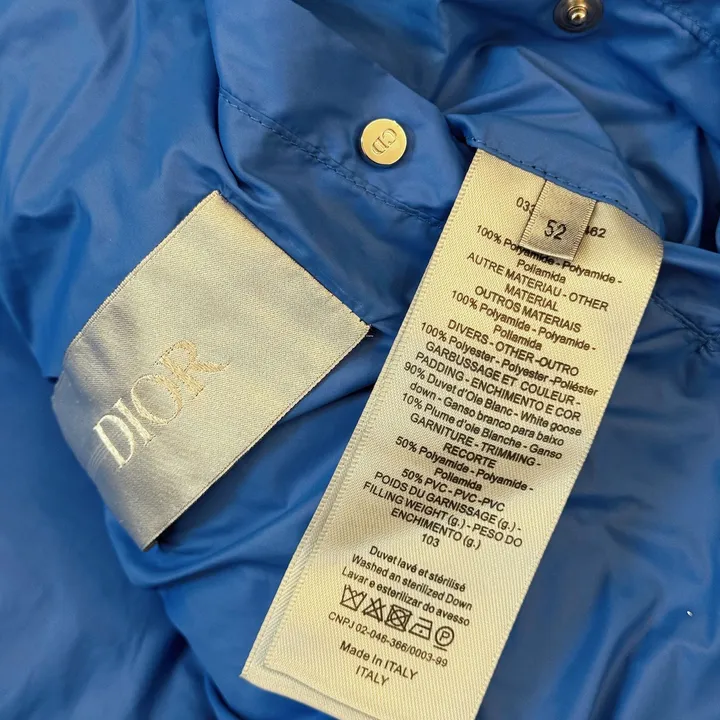 CD
DIOR
52
100% Polyamide - Polyamide -
Poliamida
AUTRE MATERIAU - OTHER
MATERIAL
OUTROS MATERIAIS
100% Polyamide - Polyamide -
Poliamida
DIVERS - OTHER - OUTRO
100% Polyester - Polyester - Poliéster
GARBUSSAGE ET COULEUR -
PADDING - ENCHIMENTO E COR
90% Duvet d'Oie Blanc - White goose
down - Ganso branco para baixo
10% Plume d'oie Blanche - Ganso
GARNITURE - TRIMMING -
RECORTE
50% Polyamide - Polyamide -
Poliamida
50% PVC - PVC -PVC
POIDS DU GARNISSAGE (g.) -
FILLING WEIGHT (g.) - PESO DO
ENCHIMENTO (g.)
103
Duvet lavé et stérilisé
Washed an sterilized Down
Lavar e esterilizar do avesso
CNPJ 02-046-366/0003-99
Made In ITALY
ITALY